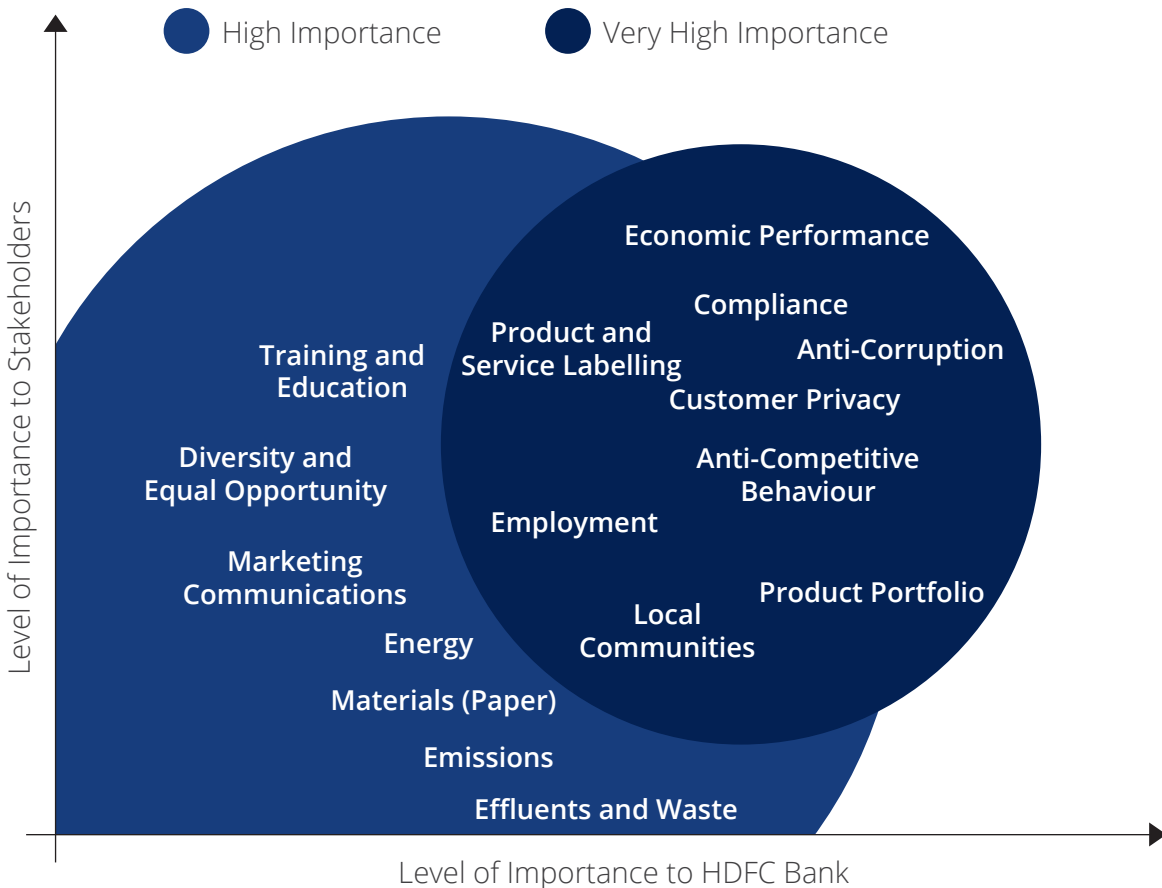 High Importance
Very High Importance
Level of Importance to Stakeholders
Economic Performance
Compliance
Product and
Service Labelling
Anti-Corruption
Training and
Education
Customer Privacy
Diversity and
Equal Opportunity
Anti-Competitive
Behaviour
Employment
Marketing
Communications
Product Portfolio
Local
Communities
Energy
Materials (Paper)
Emissions
Effluents and Waste
Level of Importance to HDFC Bank